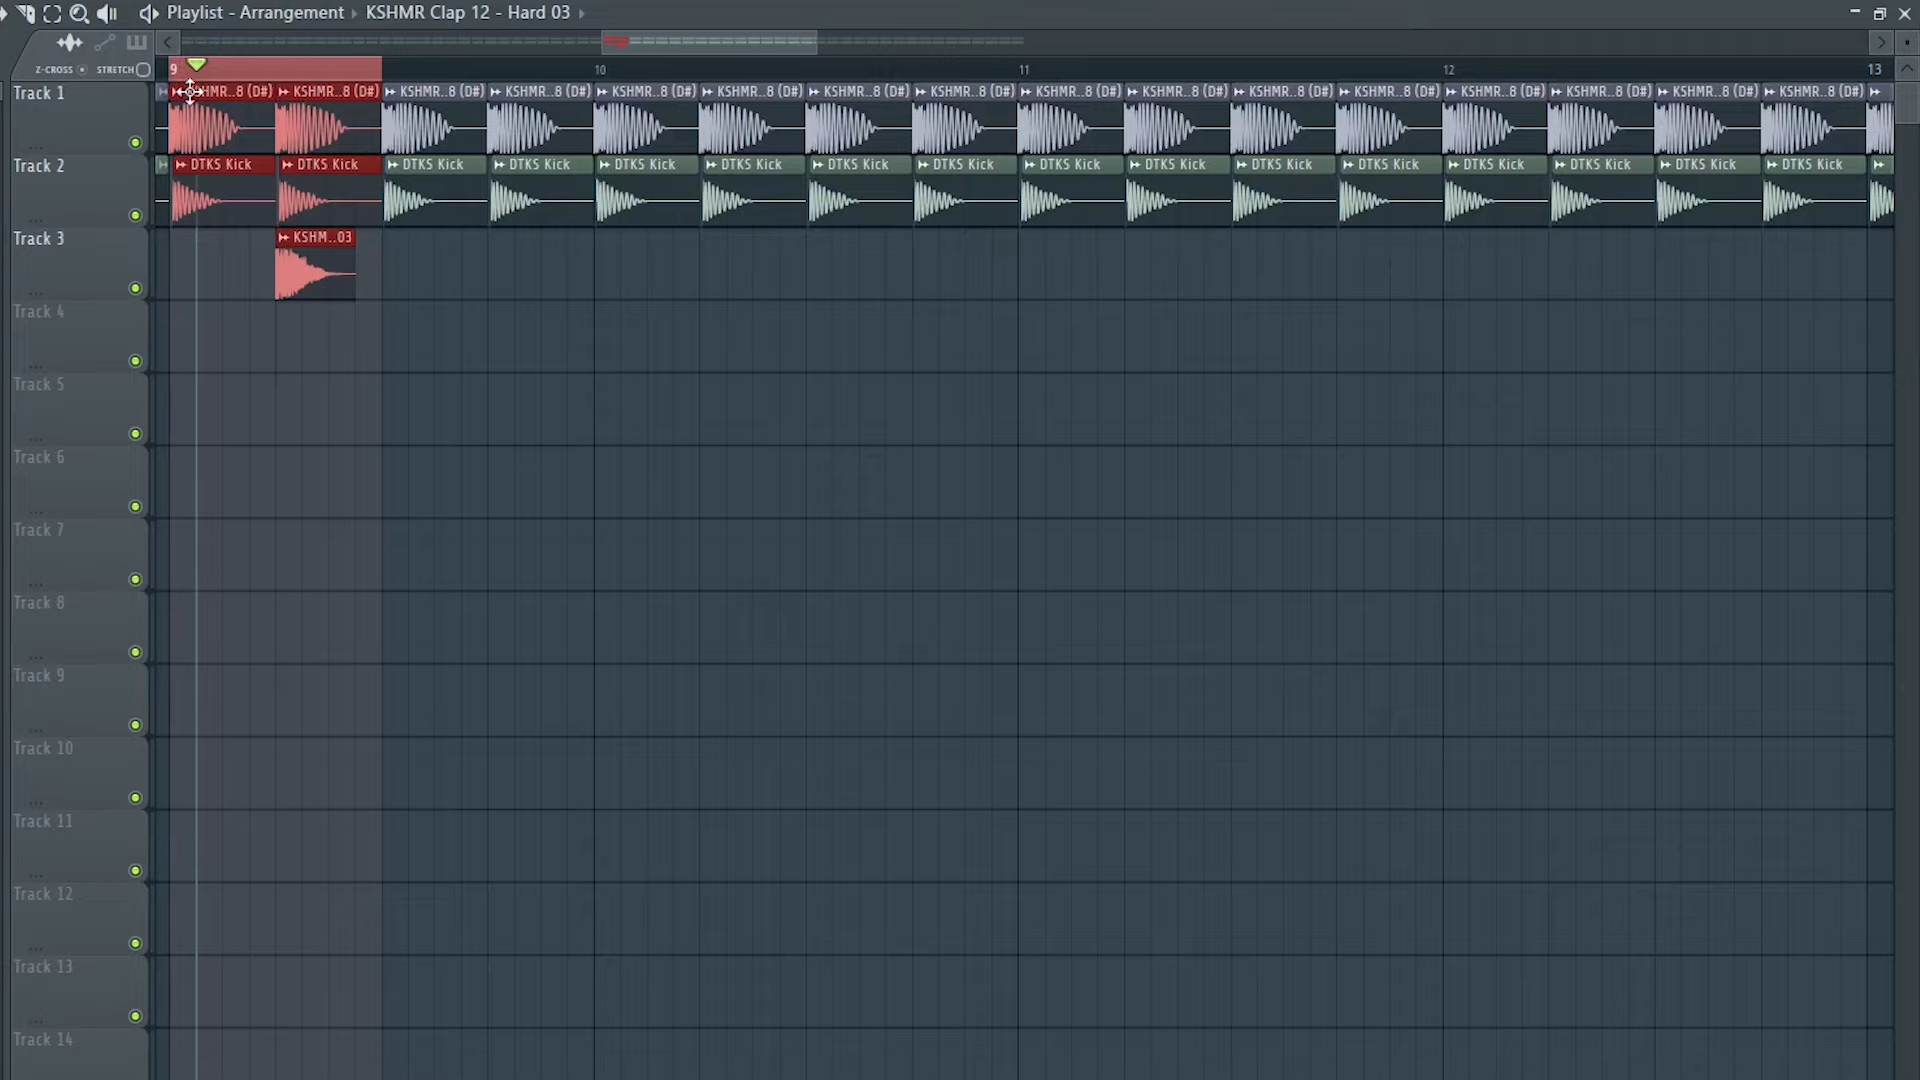 Playlist - Arrangement KSHMR Clap 12 - Hard 03
Z-CROSS STRETCH
9 10 11 12 13
Track 1 HMR..8 (D#) KSHMR..8 (D#) KSHMR..8 (D#) KSHMR..8 (D#) KSHMR..8 (D#) KSHMR..8 (D#) KSHMR..8 (D#) KSHMR..8 (D#) KSHMR..8 (D#) KSHMR..8 (D#) KSHMR..8 (D#) KSHMR..8 (D#) KSHMR..8 (D#) KSHMR..8 (D#) KSHMR..8 (D#) KSHMR..8 (D#)
Track 2 DTKS Kick DTKS Kick DTKS Kick DTKS Kick DTKS Kick DTKS Kick DTKS Kick DTKS Kick DTKS Kick DTKS Kick DTKS Kick DTKS Kick DTKS Kick DTKS Kick DTKS Kick DTKS Kick
Track 3 KSHM..03
Track 4
Track 5
Track 6
Track 7
Track 8
Track 9
Track 10
Track 11
Track 12
Track 13
Track 14